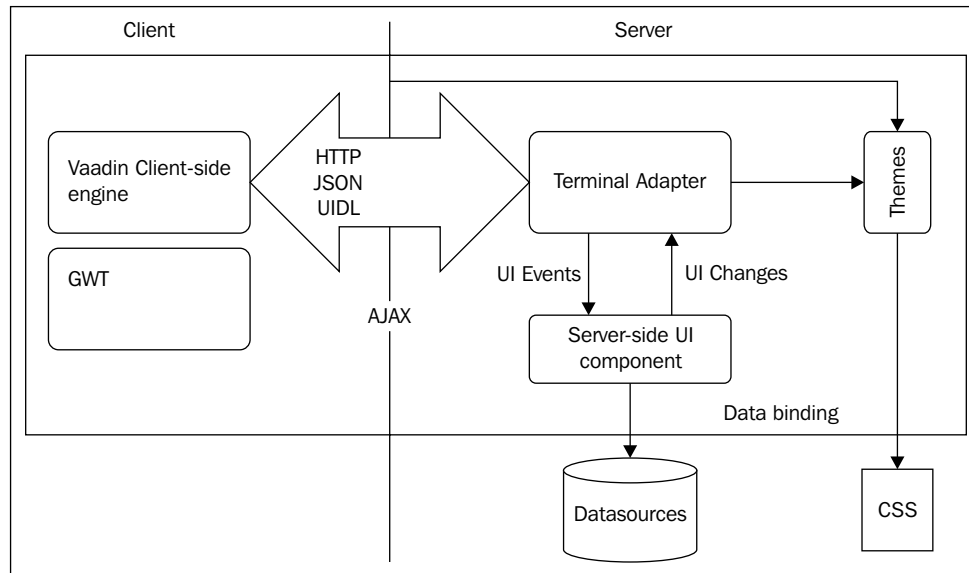 Client
Server
Vaadin Client-side
engine
HTTP
JSON
UIDL
Terminal Adapter
Themes
GWT
UI Events
UI Changes
AJAX
Server-side UI
component
Data binding
Datasources
CSS